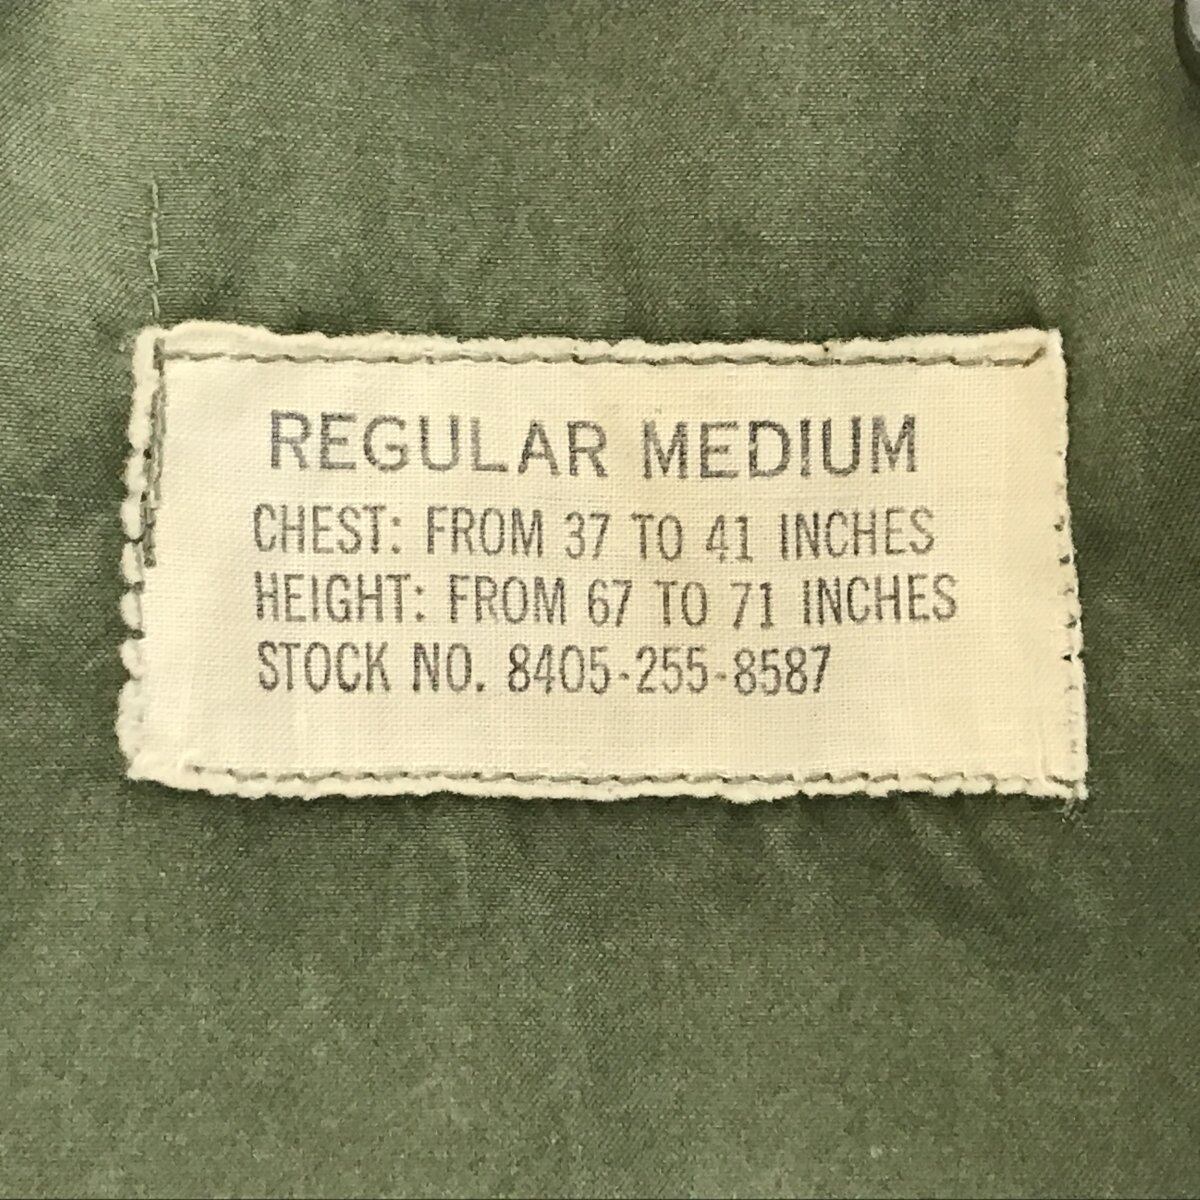 REGULAR MEDIUM
CHEST: FROM 37 TO 41 INCHES
HEIGHT: FROM 67 TO 71 INCHES
STOCK NO. 8405-255-8587